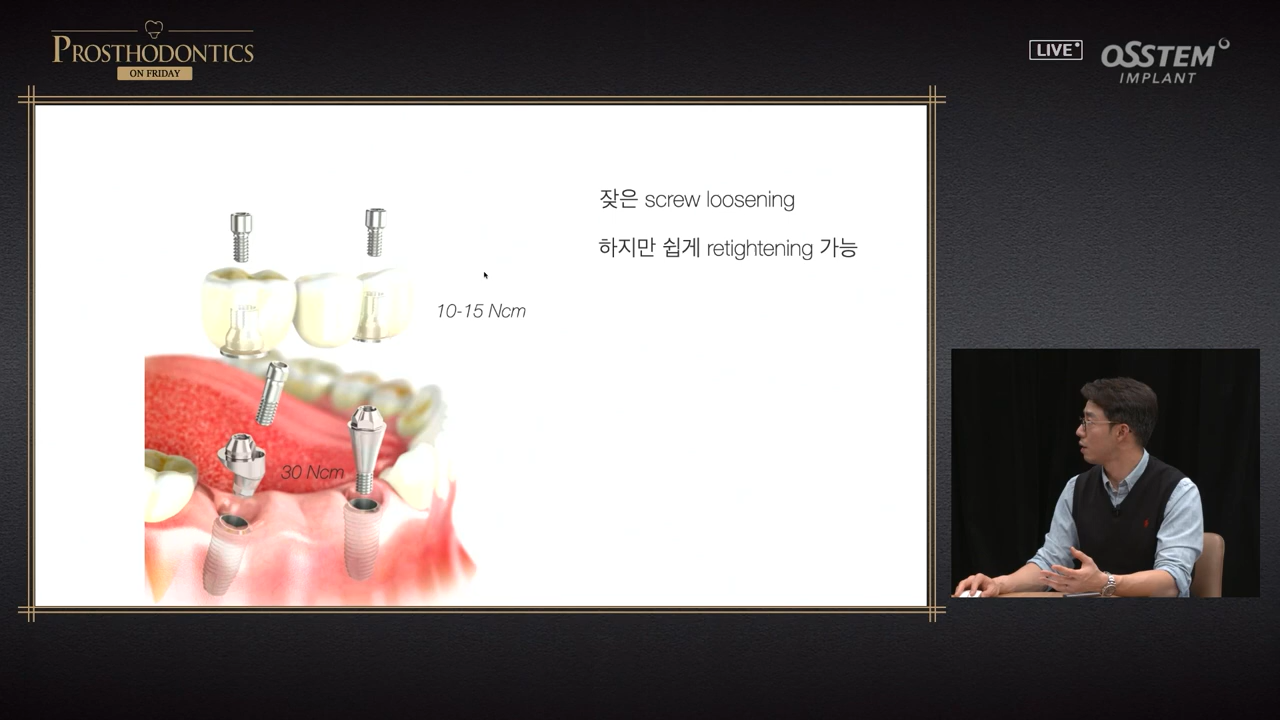 PROSTHODONTICS
ON FRIDAY
LIVE
OSSTEM
IMPLANT
잦은 screw loosening
하지만 쉽게 retightening 가능
10-15 Ncm
30 Ncm